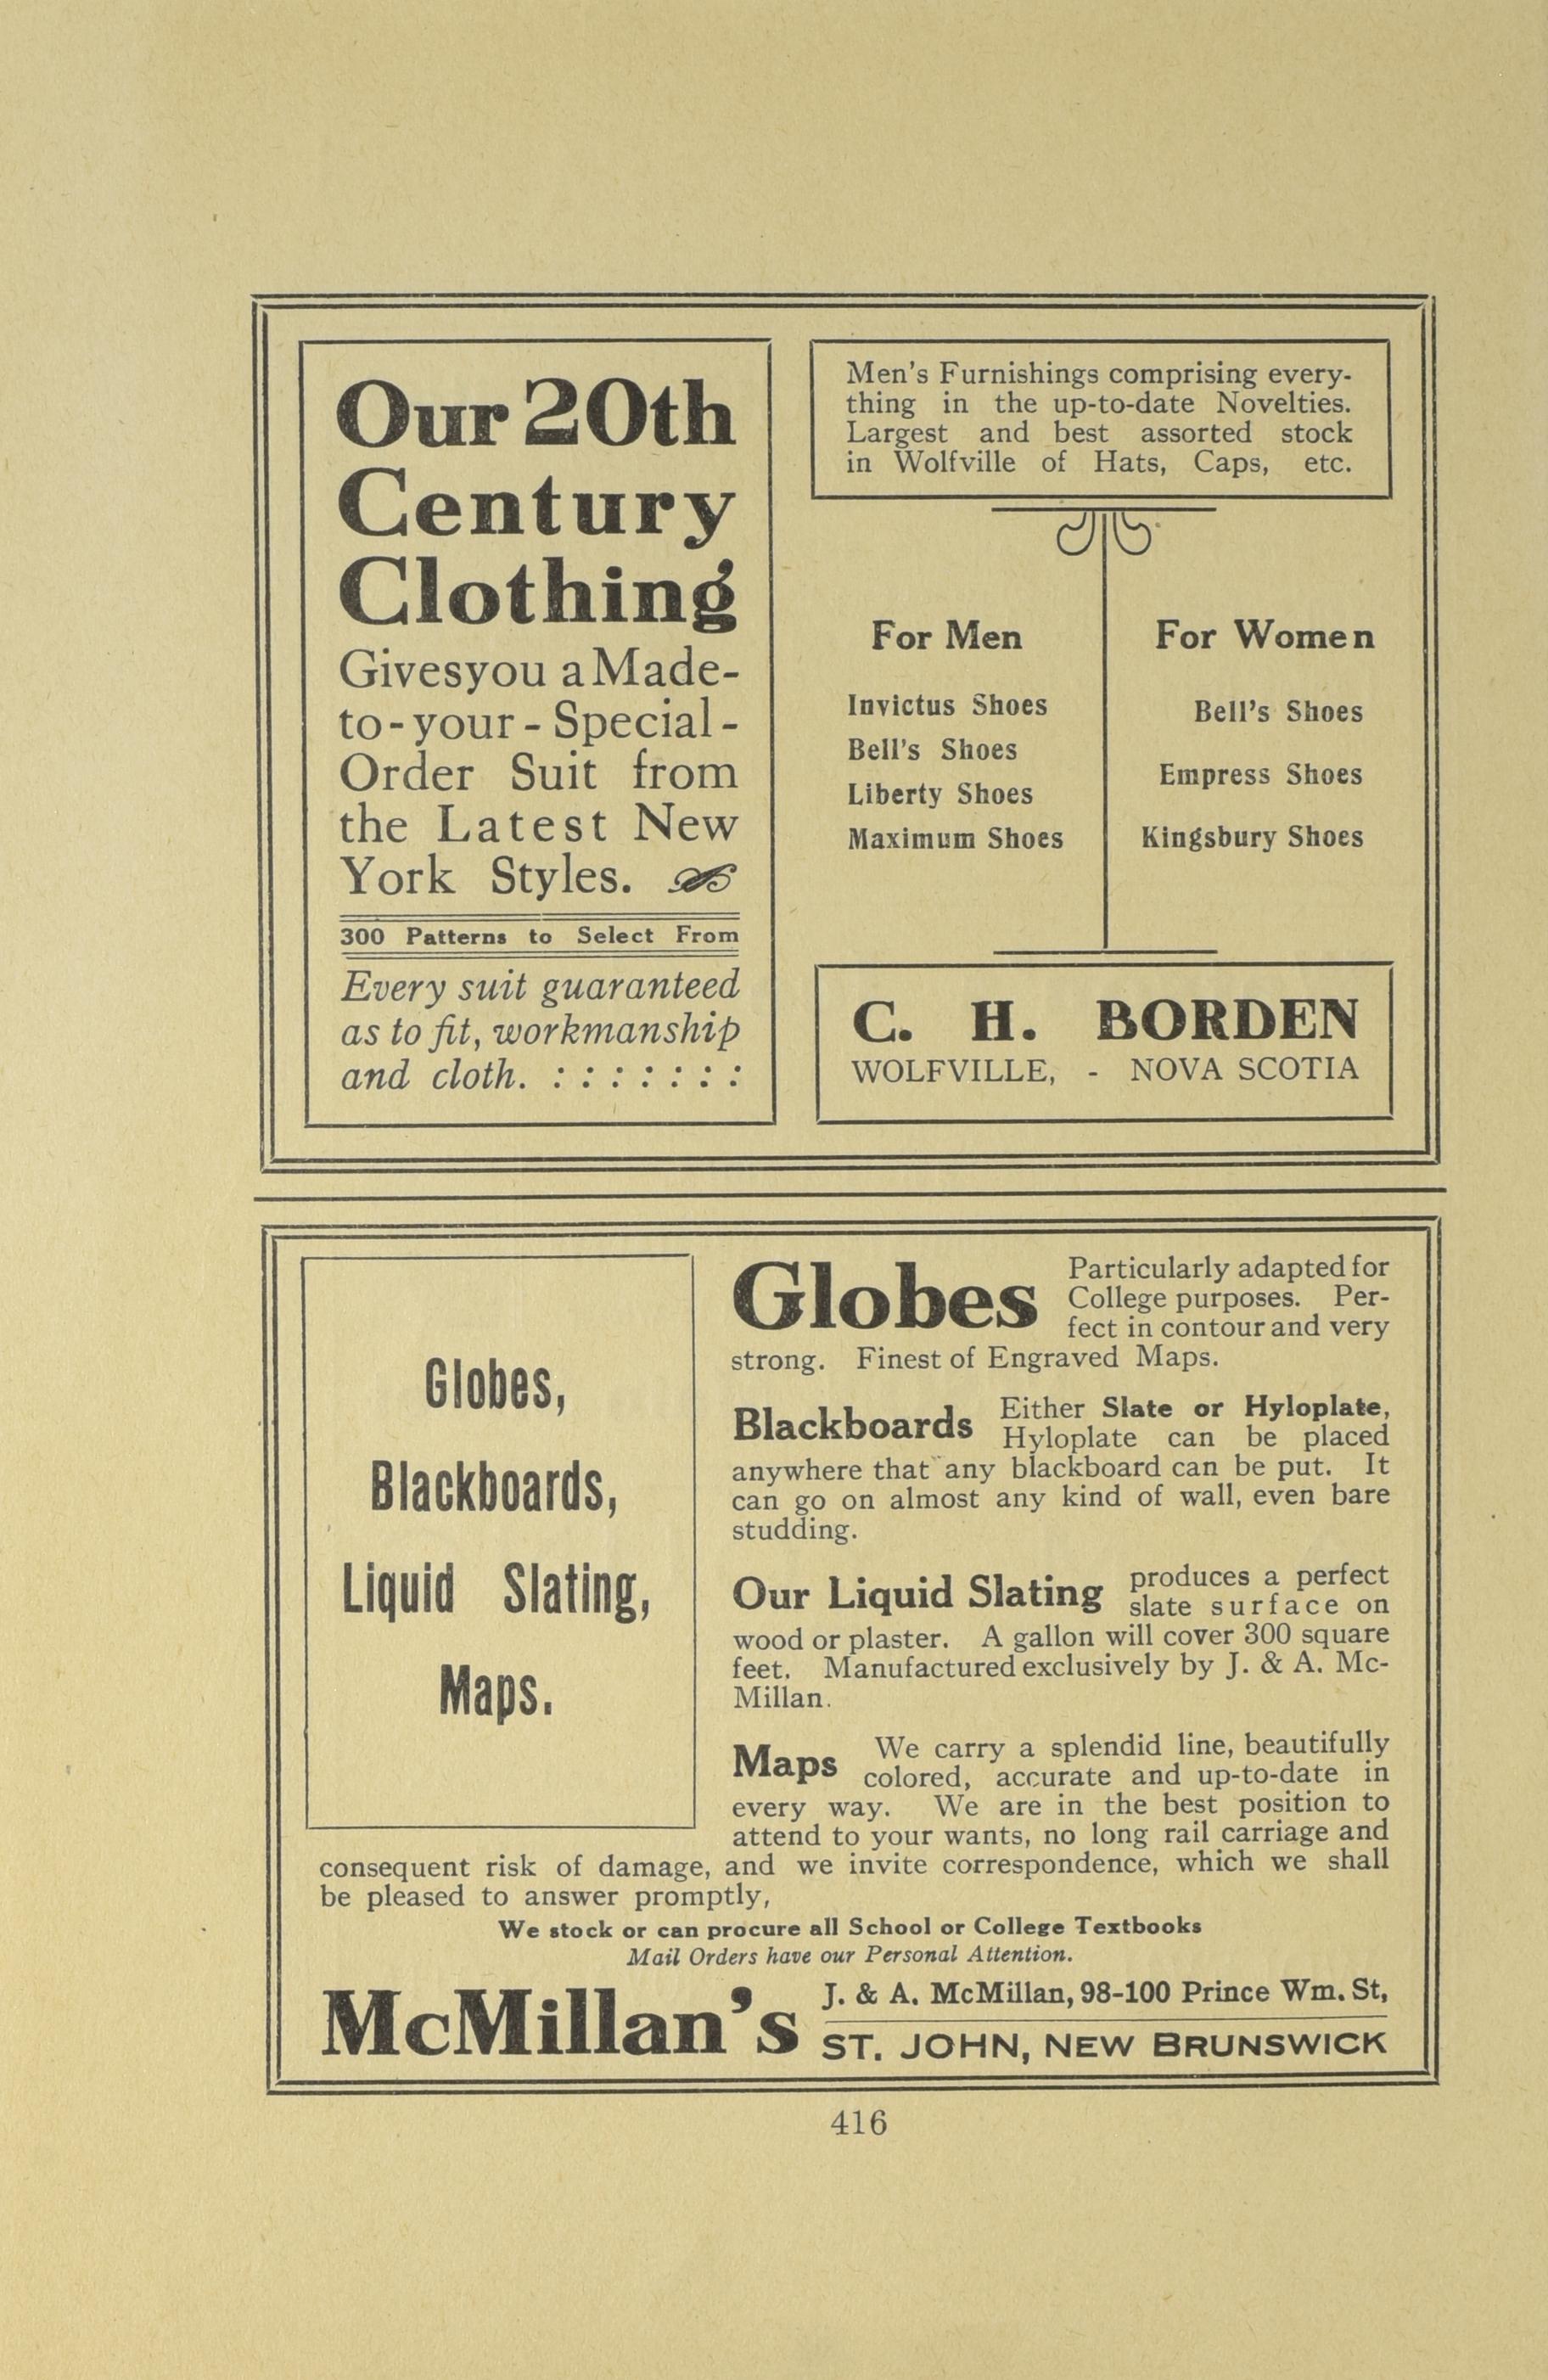 Our 20th
Century
Clothing
Gives you a Made-
to-your-Special-
Order Suit from
the Latest New
York Styles.
300 Patterns to Select From
Every suit guaranteed
as to fit, workmanship
and cloth. : : : : : : :
Men's Furnishings comprising every-
thing in the up-to-date Novelties.
Largest and best assorted stock
in Wolfville of Hats, Caps, etc.
For Men
Invictus Shoes
Bell's Shoes
Liberty Shoes
Maximum Shoes
For Women
Bell's Shoes
Empress Shoes
Kingsbury Shoes
C. H. BORDEN
WOLFVILLE, - NOVA SCOTIA
Globes,
Blackboards,
Liquid Slating,
Maps.
Globes Particularly adapted for
College purposes. Per-
fect in contour and very
strong. Finest of Engraved Maps.
Blackboards Either Slate or Hyloplate,
Hyloplate can be placed
anywhere that any blackboard can be put. It
can go on almost any kind of wall, even bare
studding.
Our Liquid Slating produces a perfect
slate surface on
wood or plaster. A gallon will cover 300 square
feet. Manufactured exclusively by J. & A. Mc-
Millan.
Maps We carry a splendid line, beautifully
colored, accurate and up-to-date in
every way. We are in the best position to
attend to your wants, no long rail carriage and
consequent risk of damage, and we invite correspondence, which we shall
be pleased to answer promptly,
We stock or can procure all School or College Textbooks
Mail Orders have our Personal Attention.
McMillan's J. & A. McMillan, 98-100 Prince Wm. St,
ST. JOHN, NEW BRUNSWICK
416